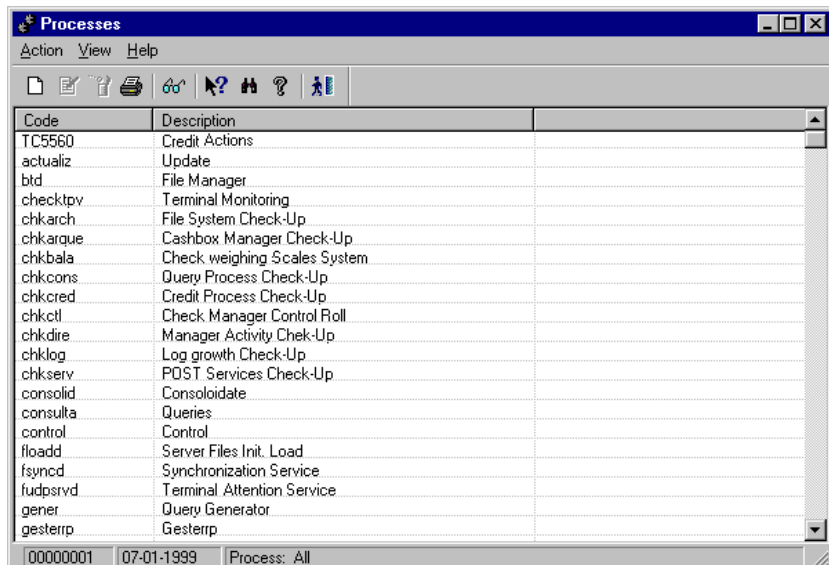 Processes
Action View Help
Code Description
TC5560 Credit Actions
actualiz Update
btd File Manager
checktpv Terminal Monitoring
chkarch File System Check-Up
chkarque Cashbox Manager Check-Up
chkbala Check weighing Scales System
chkcons Query Process Check-Up
chkcred Credit Process Check-Up
chkctl Check Manager Control Roll
chkdire Manager Activity Chek-Up
chklog Log growth Check-Up
chkserv POST Services Check-Up
consolid Consoloidate
consulta Queries
control Control
floadd Server Files Init. Load
fsyncd Synchronization Service
fudpsrvd Terminal Attention Service
gener Query Generator
gesterrp Gesterrp
00000001 07-01-1999 Process: All